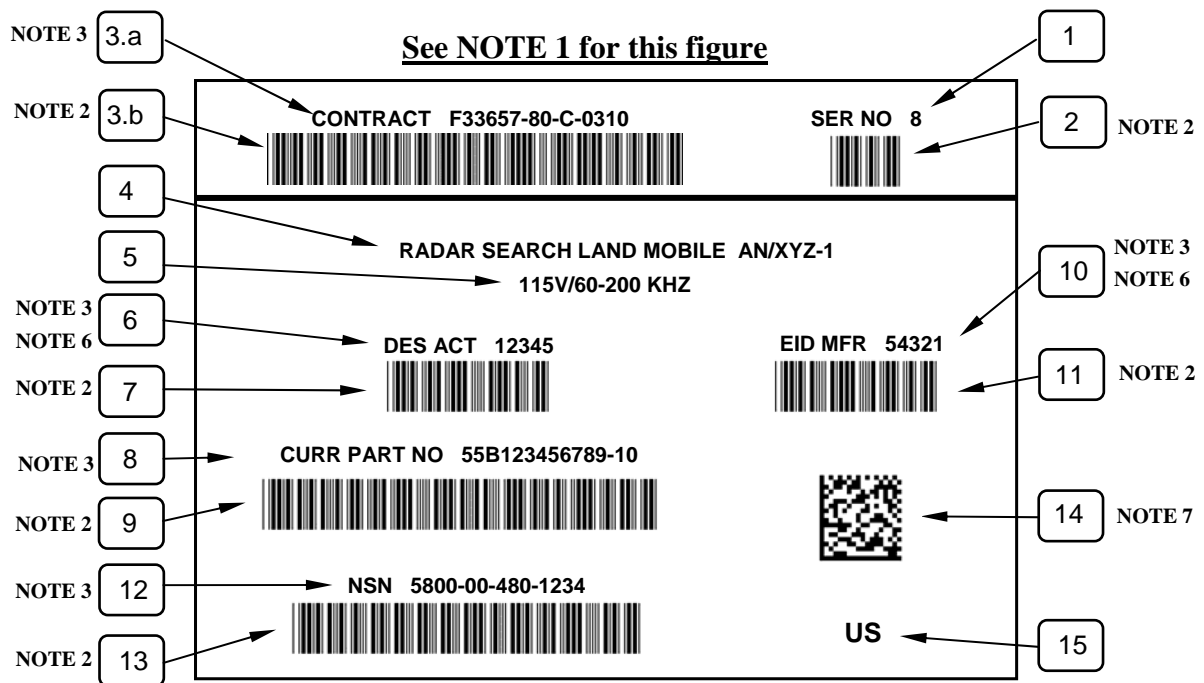 See NOTE 1 for this figure
NOTE 3 3.a
NOTE 2 3.b
1
2 NOTE 2
CONTRACT F33657-80-C-0310
SER NO 8
4
RADAR SEARCH LAND MOBILE AN/XYZ-1
5
115V/60-200 KHZ
NOTE 3
NOTE 6
6
NOTE 3
NOTE 6
10
DES ACT 12345
EID MFR 54321
NOTE 2 7
11 NOTE 2
NOTE 3 8
CURR PART NO 55B123456789-10
NOTE 2 9
14 NOTE 7
NOTE 3 12
NSN 5800-00-480-1234
NOTE 2 13
US
15